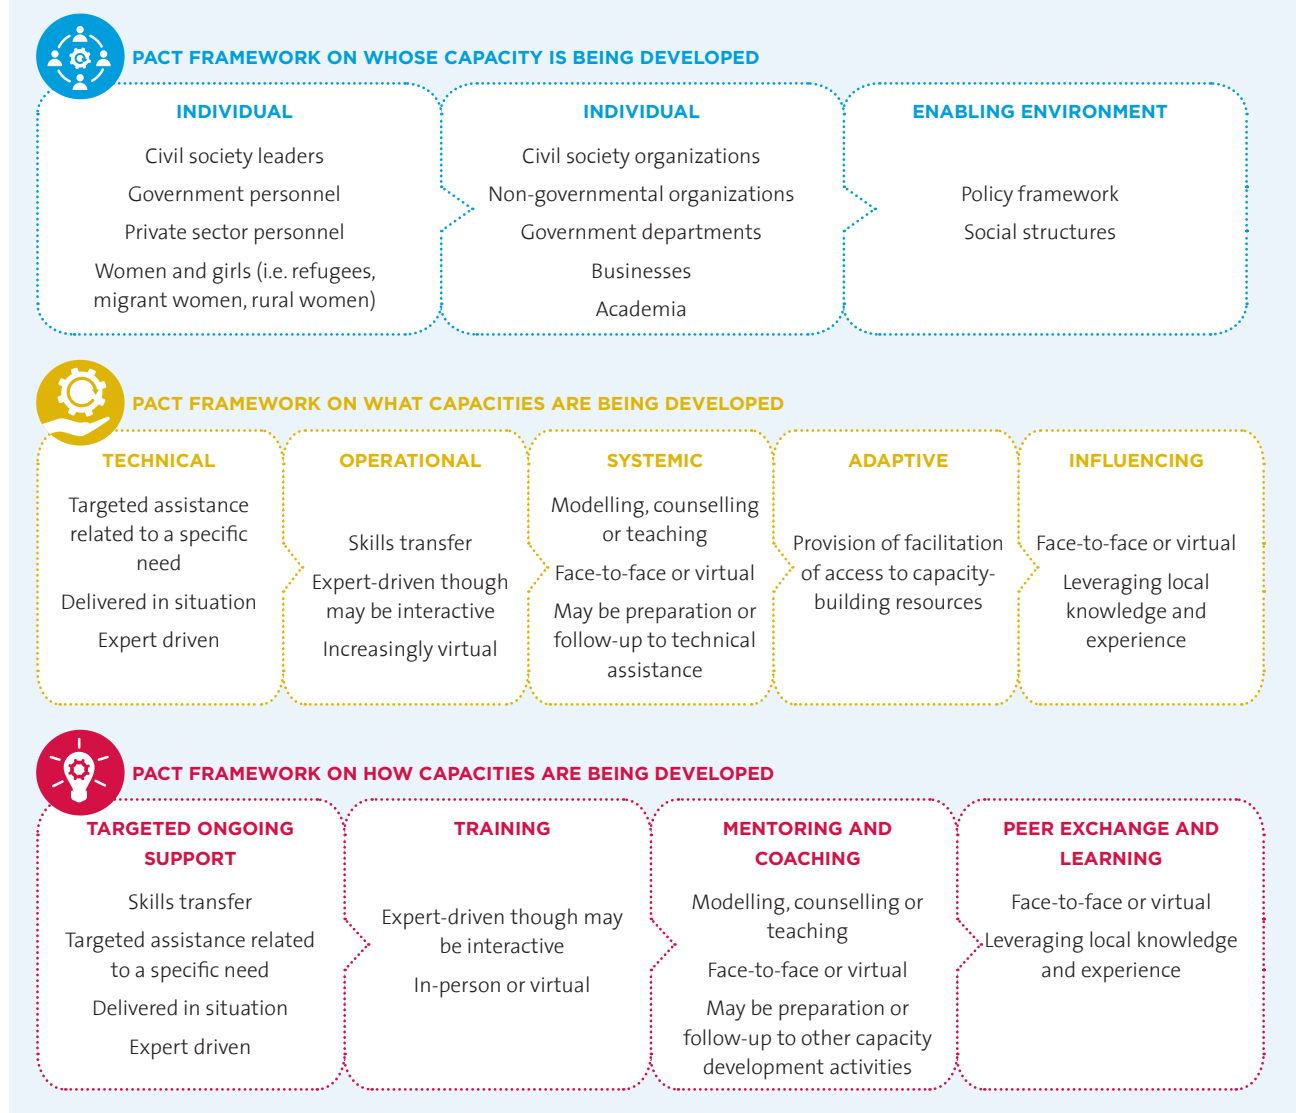 PACT FRAMEWORK ON WHOSE CAPACITY IS BEING DEVELOPED
INDIVIDUAL
Civil society leaders
Government personnel
Private sector personnel
Women and girls (i.e. refugees,
migrant women, rural women)
INDIVIDUAL
Civil society organizations
Non-governmental organizations
Government departments
Businesses
Academia
ENABLING ENVIRONMENT
Policy framework
Social structures
PACT FRAMEWORK ON WHAT CAPACITIES ARE BEING DEVELOPED
TECHNICAL
Targeted assistance
related to a specific
need
Delivered in situation
Expert driven
OPERATIONAL
Skills transfer
Expert-driven though
may be interactive
Increasingly virtual
SYSTEMIC
Modelling, counselling
or teaching
Face-to-face or virtual
May be preparation or
follow-up to technical
assistance
ADAPTIVE
Provision of facilitation
of access to capacity-
building resources
INFLUENCING
Face-to-face or virtual
Leveraging local
knowledge and
experience
PACT FRAMEWORK ON HOW CAPACITIES ARE BEING DEVELOPED
TARGETED ONGOING
SUPPORT
Skills transfer
Targeted assistance related
to a specific need
Delivered in situation
Expert driven
TRAINING
Expert-driven though may
be interactive
In-person or virtual
MENTORING AND
COACHING
Modelling, counselling or
teaching
Face-to-face or virtual
May be preparation or
follow-up to other capacity
development activities
PEER EXCHANGE AND
LEARNING
Face-to-face or virtual
Leveraging local knowledge
and experience